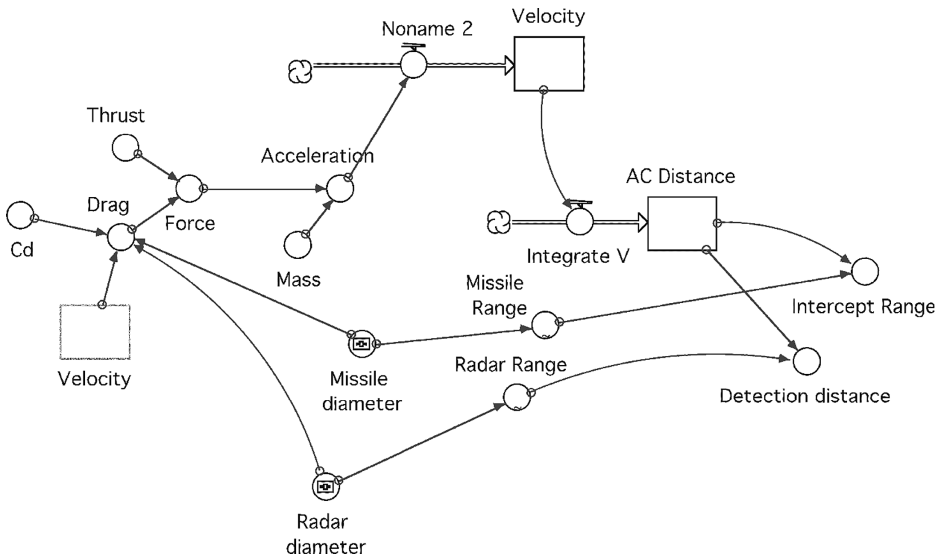 Velocity
Noname 2
Thrust
Acceleration
AC Distance
Drag
Force
Cd
Mass
Integrate V
Missile
Range
Intercept Range
Velocity
Radar Range
Missile
diameter
Detection distance
Radar
diameter